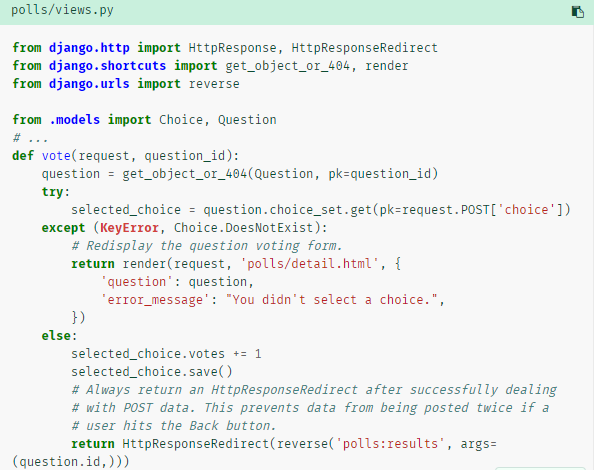 polls/views.py
from django.http import HttpResponse, HttpResponseRedirect
from django.shortcuts import get_object_or_404, render
from django.urls import reverse

from .models import Choice, Question
# ...
def vote(request, question_id):
    question = get_object_or_404(Question, pk=question_id)
    try:
        selected_choice = question.choice_set.get(pk=request.POST['choice'])
    except (KeyError, Choice.DoesNotExist):
        # Redisplay the question voting form.
        return render(request, 'polls/detail.html', {
            'question': question,
            'error_message': "You didn't select a choice.",
        })
    else:
        selected_choice.votes += 1
        selected_choice.save()
        # Always return an HttpResponseRedirect after successfully dealing
        # with POST data. This prevents data from being posted twice if a
        # user hits the Back button.
        return HttpResponseRedirect(reverse('polls:results', args=
(question.id,)))